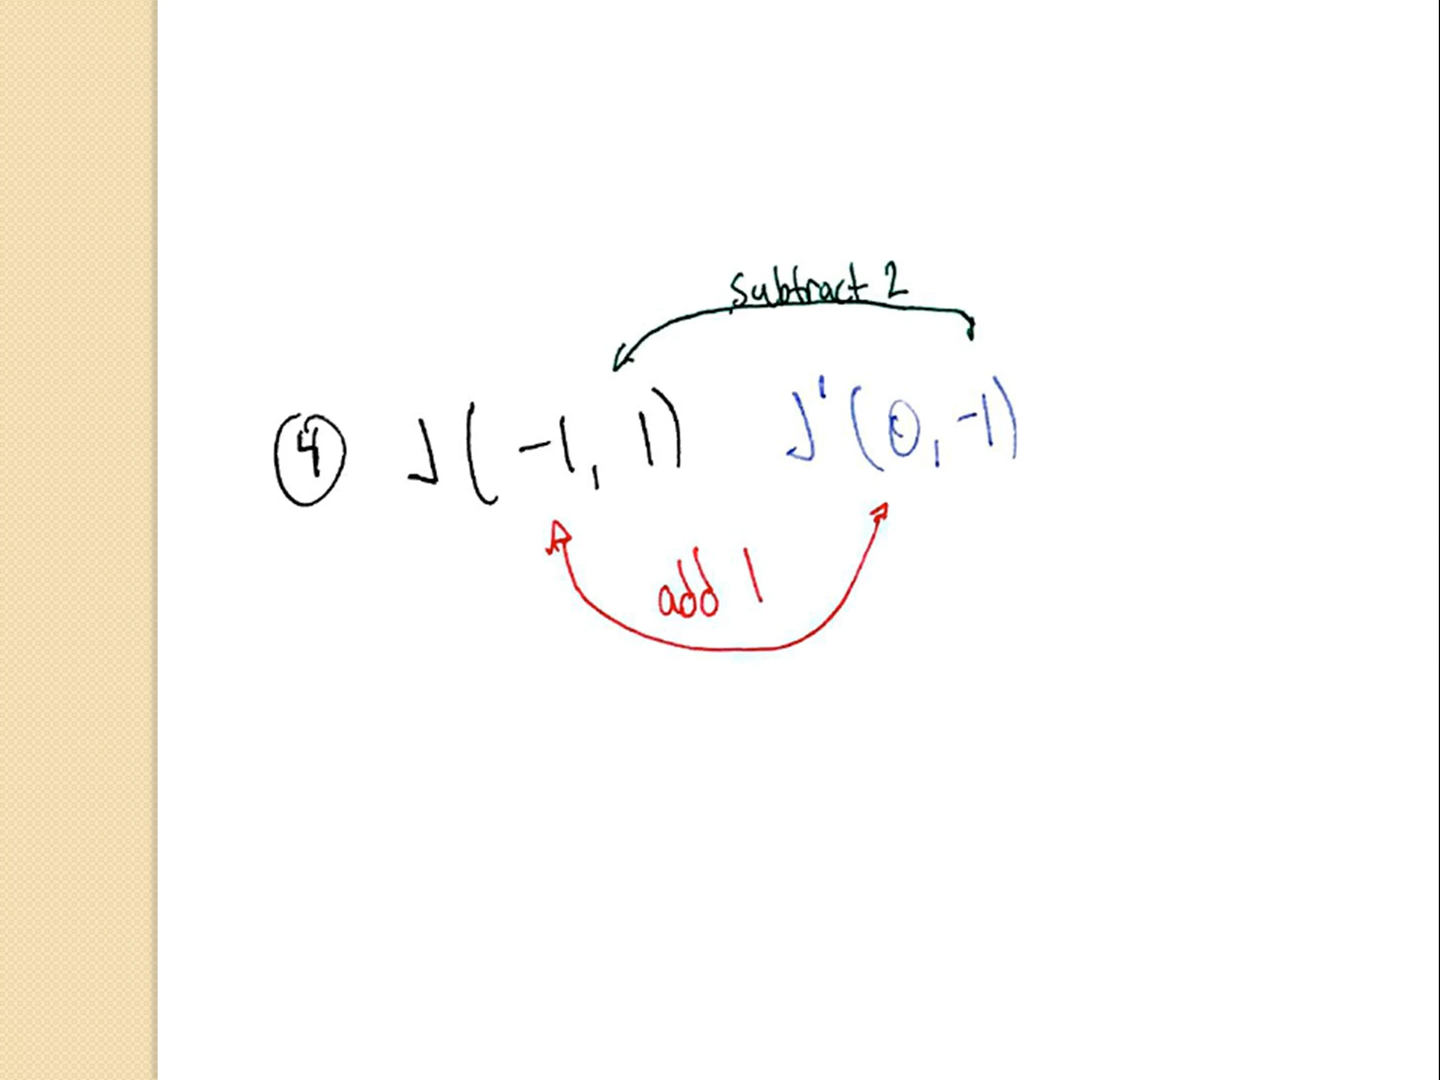 subtract 2
④ J(-1, 1) J'(0, -1)
add 1